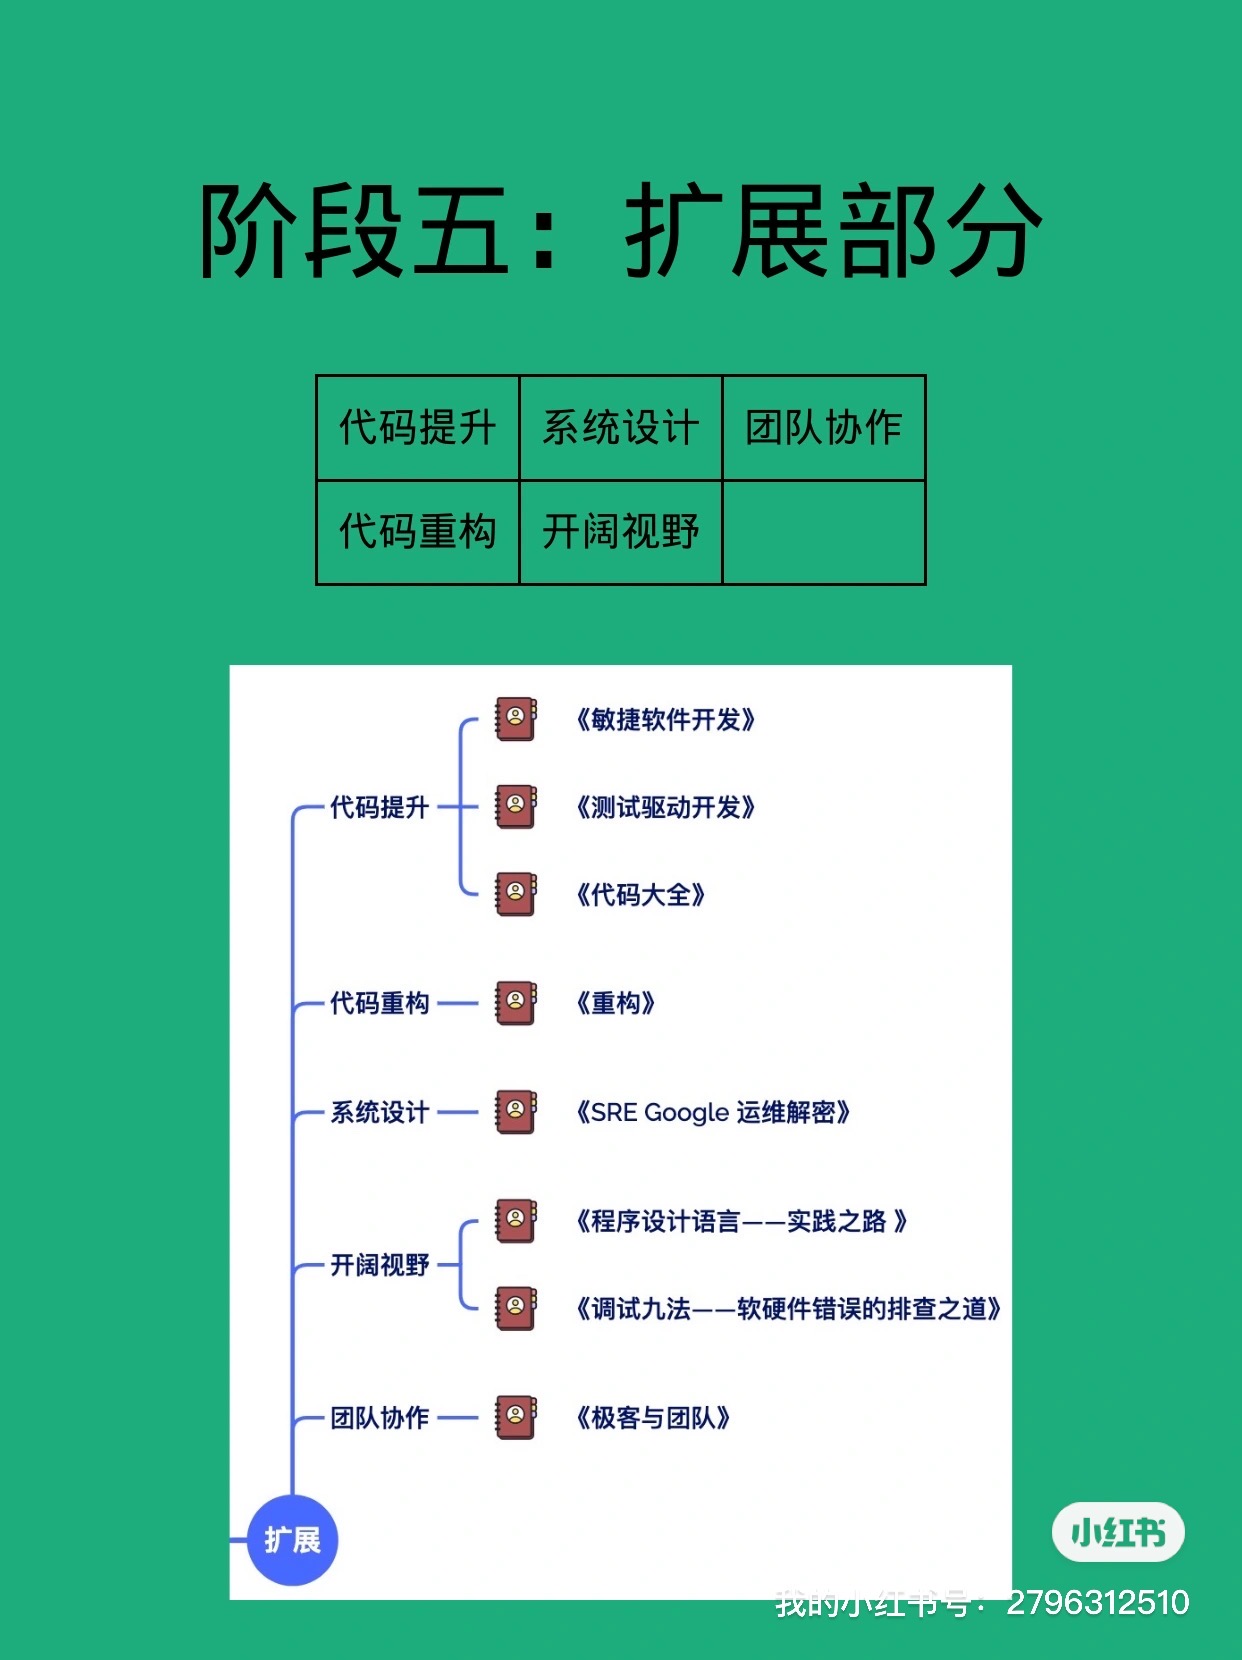 阶段五：扩展部分
代码提升 系统设计 团队协作
代码重构 开阔视野
《敏捷软件开发》
代码提升 《测试驱动开发》
《代码大全》
代码重构 《重构》
系统设计 《SRE Google 运维解密》
《程序设计语言——实践之路 》
开阔视野
《调试九法——软硬件错误的排查之道》
团队协作 《极客与团队》
扩展
小红书
我的小红书号：2796312510